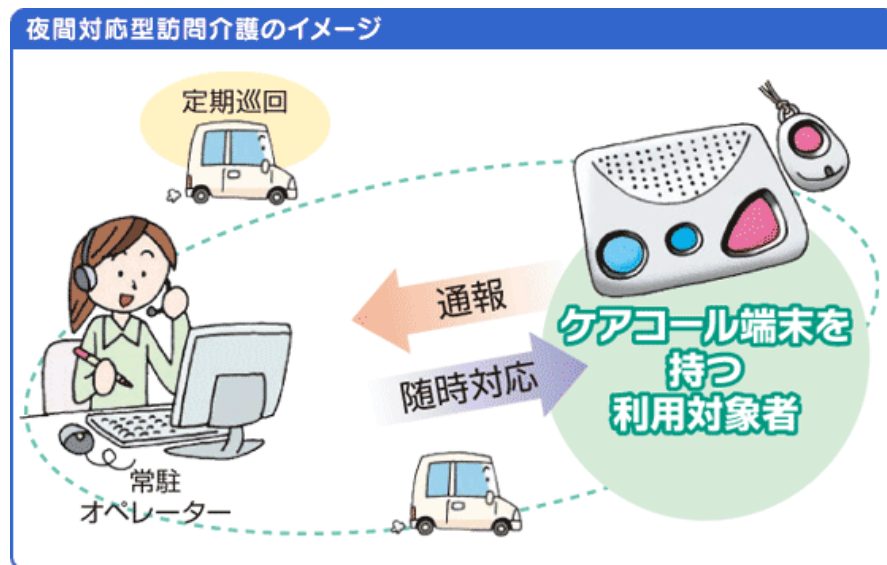 夜間対応型訪問介護のイメージ
定期巡回
通報
ケアコール端末を
持つ
利用対象者
随時対応
常駐
オペレーター